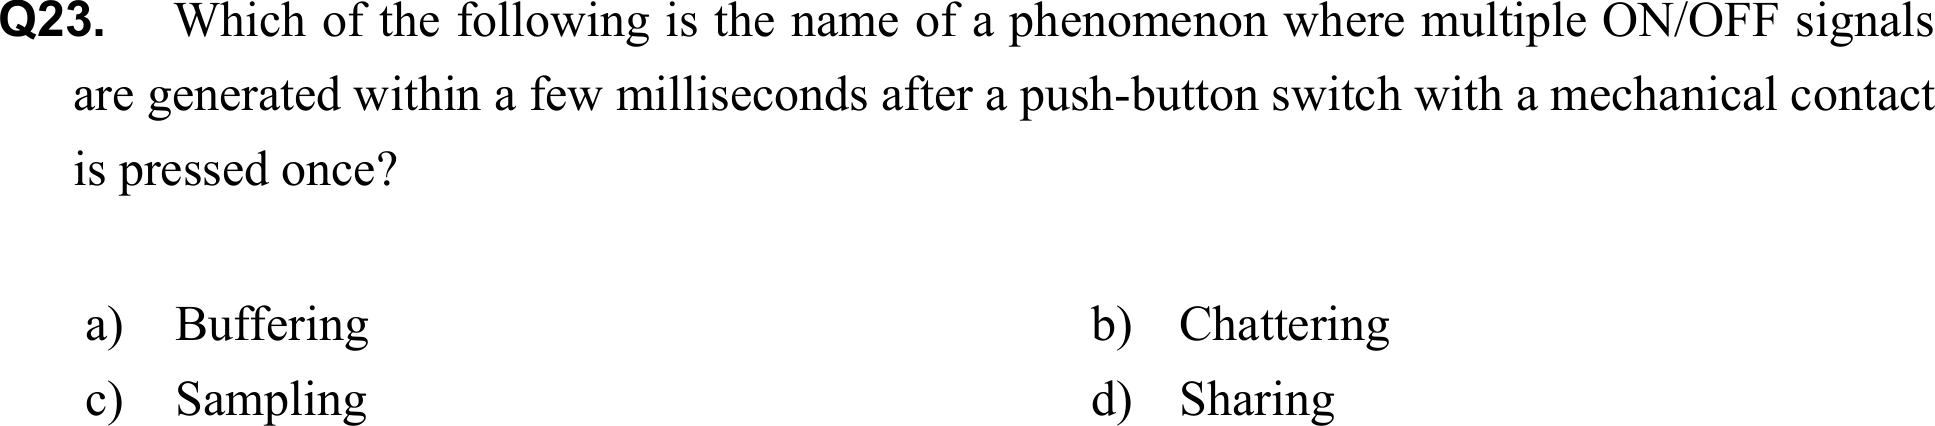 Q23. Which of the following is the name of a phenomenon where multiple ON/OFF signals
are generated within a few milliseconds after a push-button switch with a mechanical contact
is pressed once?
a) Buffering b) Chattering
c) Sampling d) Sharing